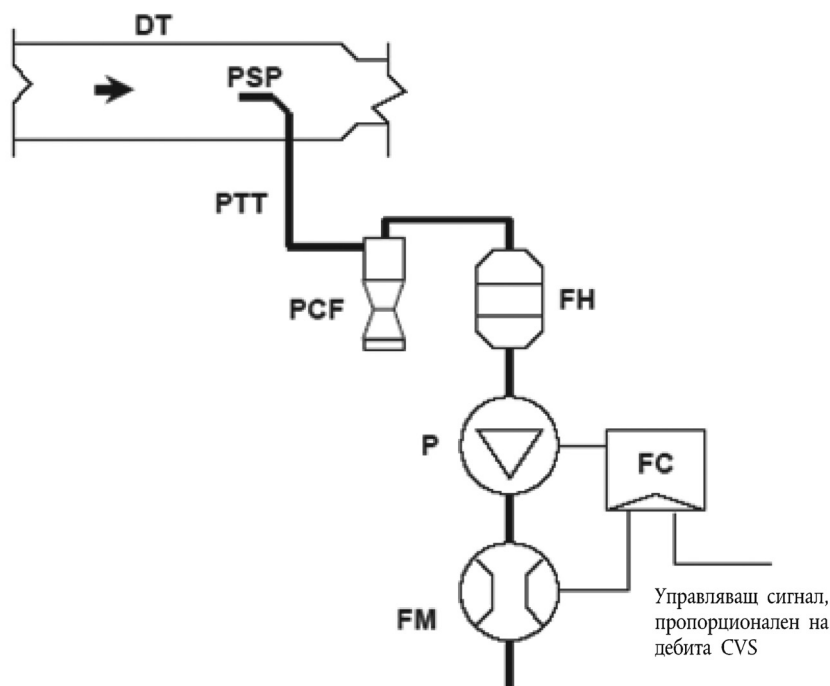 DT
PSP
PTT
PCF
FH
P
FC
FM
Управляващ сигнал,
пропорционален на
дебита CVS